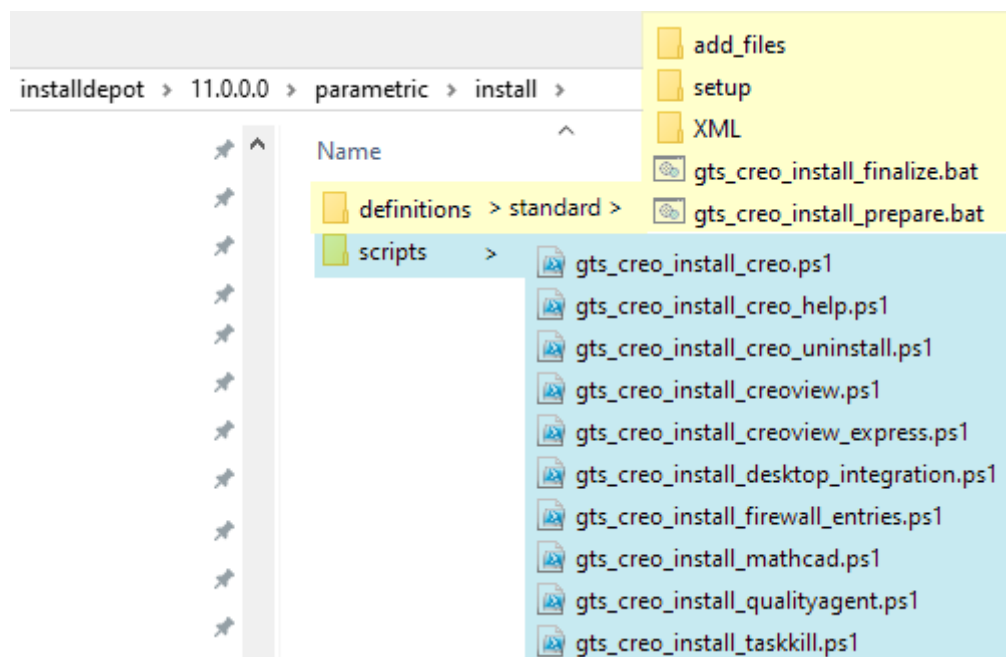 installdepot > 11.0.0.0 > parametric > install >
Name
definitions > standard >
add_files
setup
XML
gts_creo_install_finalize.bat
gts_creo_install_prepare.bat
scripts >
gts_creo_install_creo.ps1
gts_creo_install_creo_help.ps1
gts_creo_install_creo_uninstall.ps1
gts_creo_install_creoview.ps1
gts_creo_install_creoview_express.ps1
gts_creo_install_desktop_integration.ps1
gts_creo_install_firewall_entries.ps1
gts_creo_install_mathcad.ps1
gts_creo_install_qualityagent.ps1
gts_creo_install_taskkill.ps1